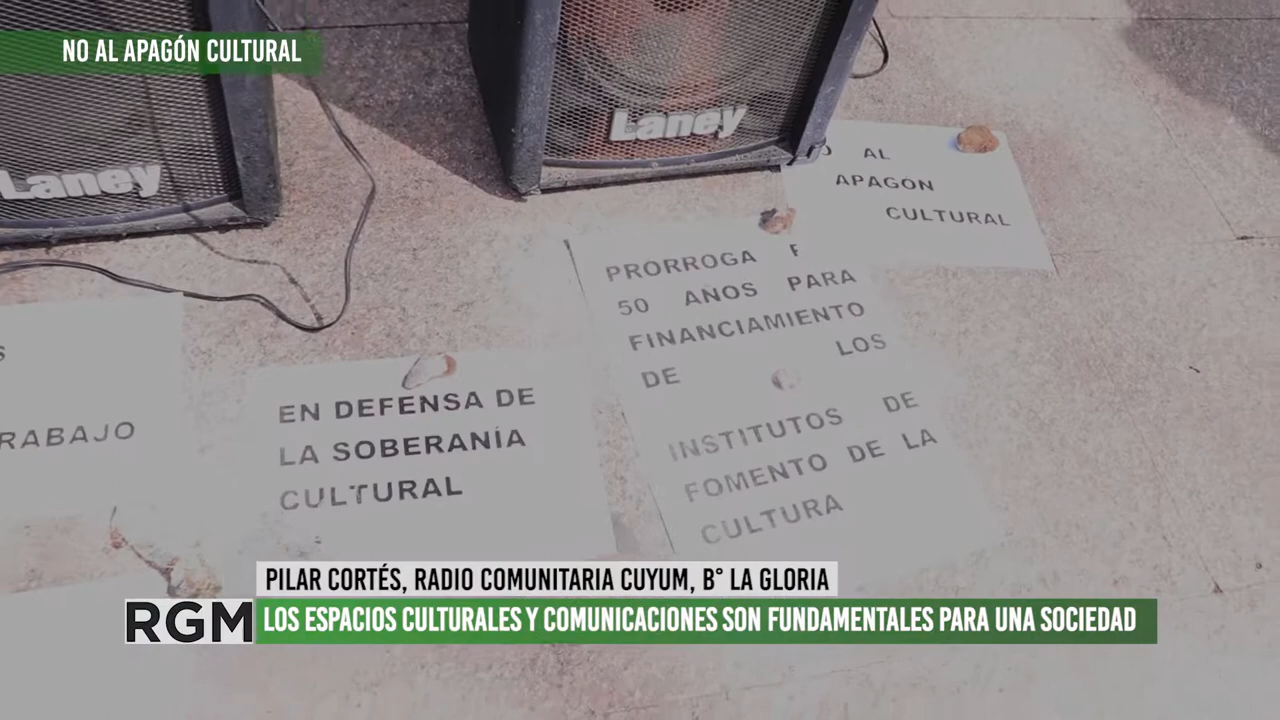 NO AL APAGÓN CULTURAL
Laney
Laney
AL
APAGÓN
CULTURAL
PRORROGA
50 AÑOS PARA
FINANCIAMIENTO
DE LOS
INSTITUTOS DE
FOMENTO DE LA
CULTURA
EN DEFENSA DE
LA SOBERANÍA
CULTURAL
RABAJO
PILAR CORTÉS, RADIO COMUNITARIA CUYUM, B° LA GLORIA
RGM
LOS ESPACIOS CULTURALES Y COMUNICACIONES SON FUNDAMENTALES PARA UNA SOCIEDAD